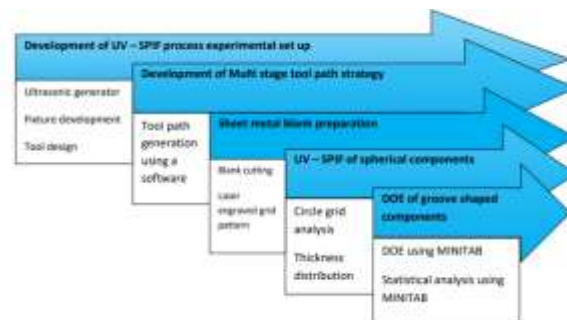 Development of UV – SPIF process experimental set up
Ultrasonic generator
Fixture development
Tool design
Development of Multi stage tool path strategy
Tool path
generation
using a
software
Sheet metal blank preparation
Blank cutting
Laser
engraved grid
pattern
UV – SPIF of spherical components
Circle grid
analysis
Thickness
distribution
DOE of groove shaped
components
DOE using MINITAB
Statistical analysis using
MINITAB